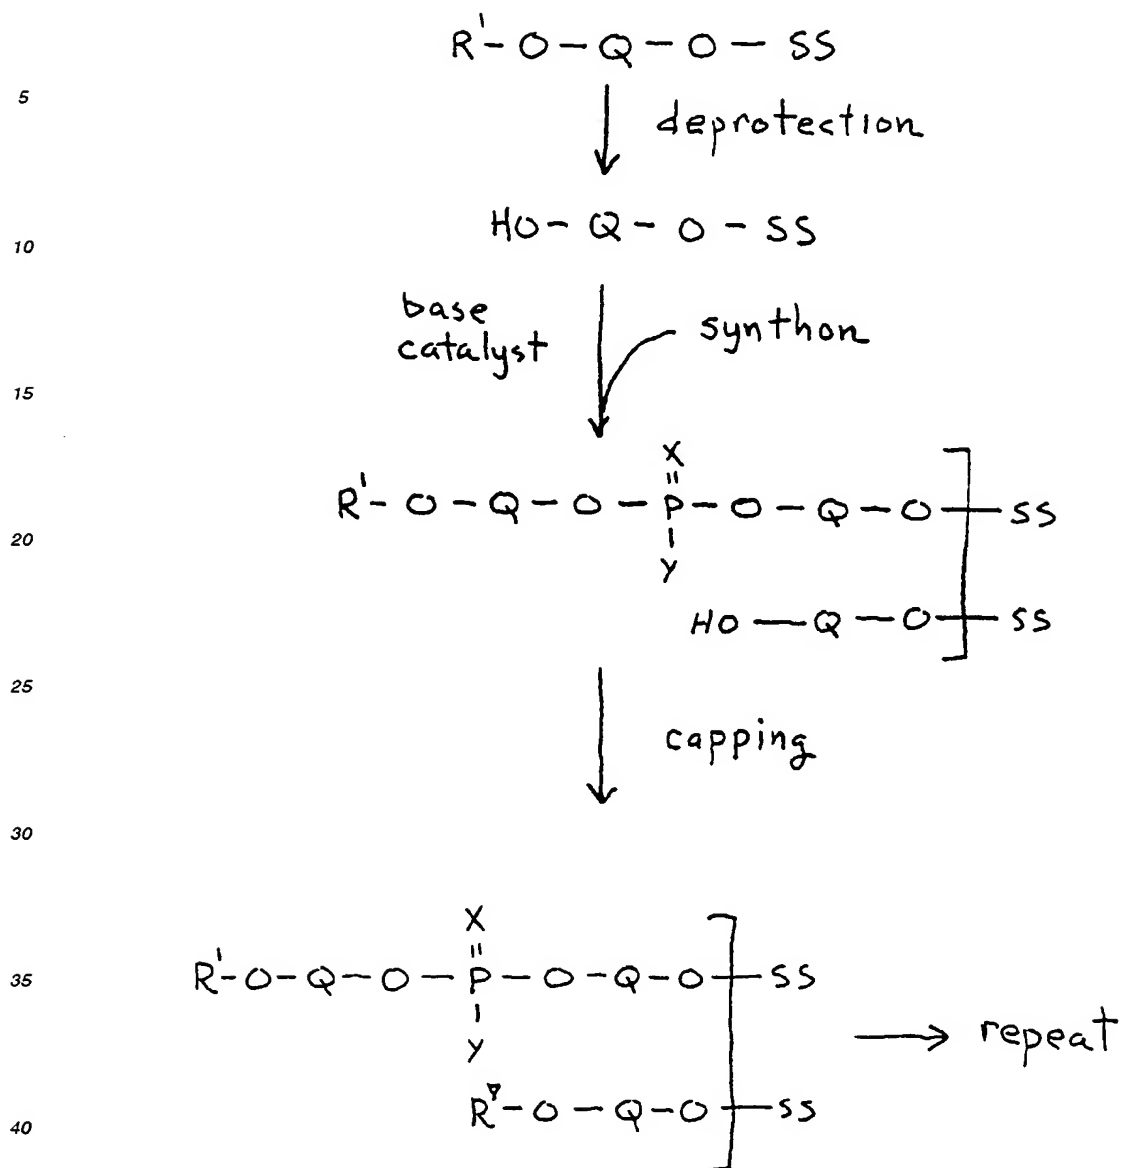 R'- O - Q - O - SS
5
deprotection
HO - Q - O - SS
10
base
catalyst
synthon
15
X
"
R'- O - Q - O - P - O - Q - O - SS
20
Y
HO - Q - O - SS
25
capping
30
X
"
35
R'- O - Q - O - P - O - Q - O - SS
repeat
Y
R▽- O - Q - O - SS
40